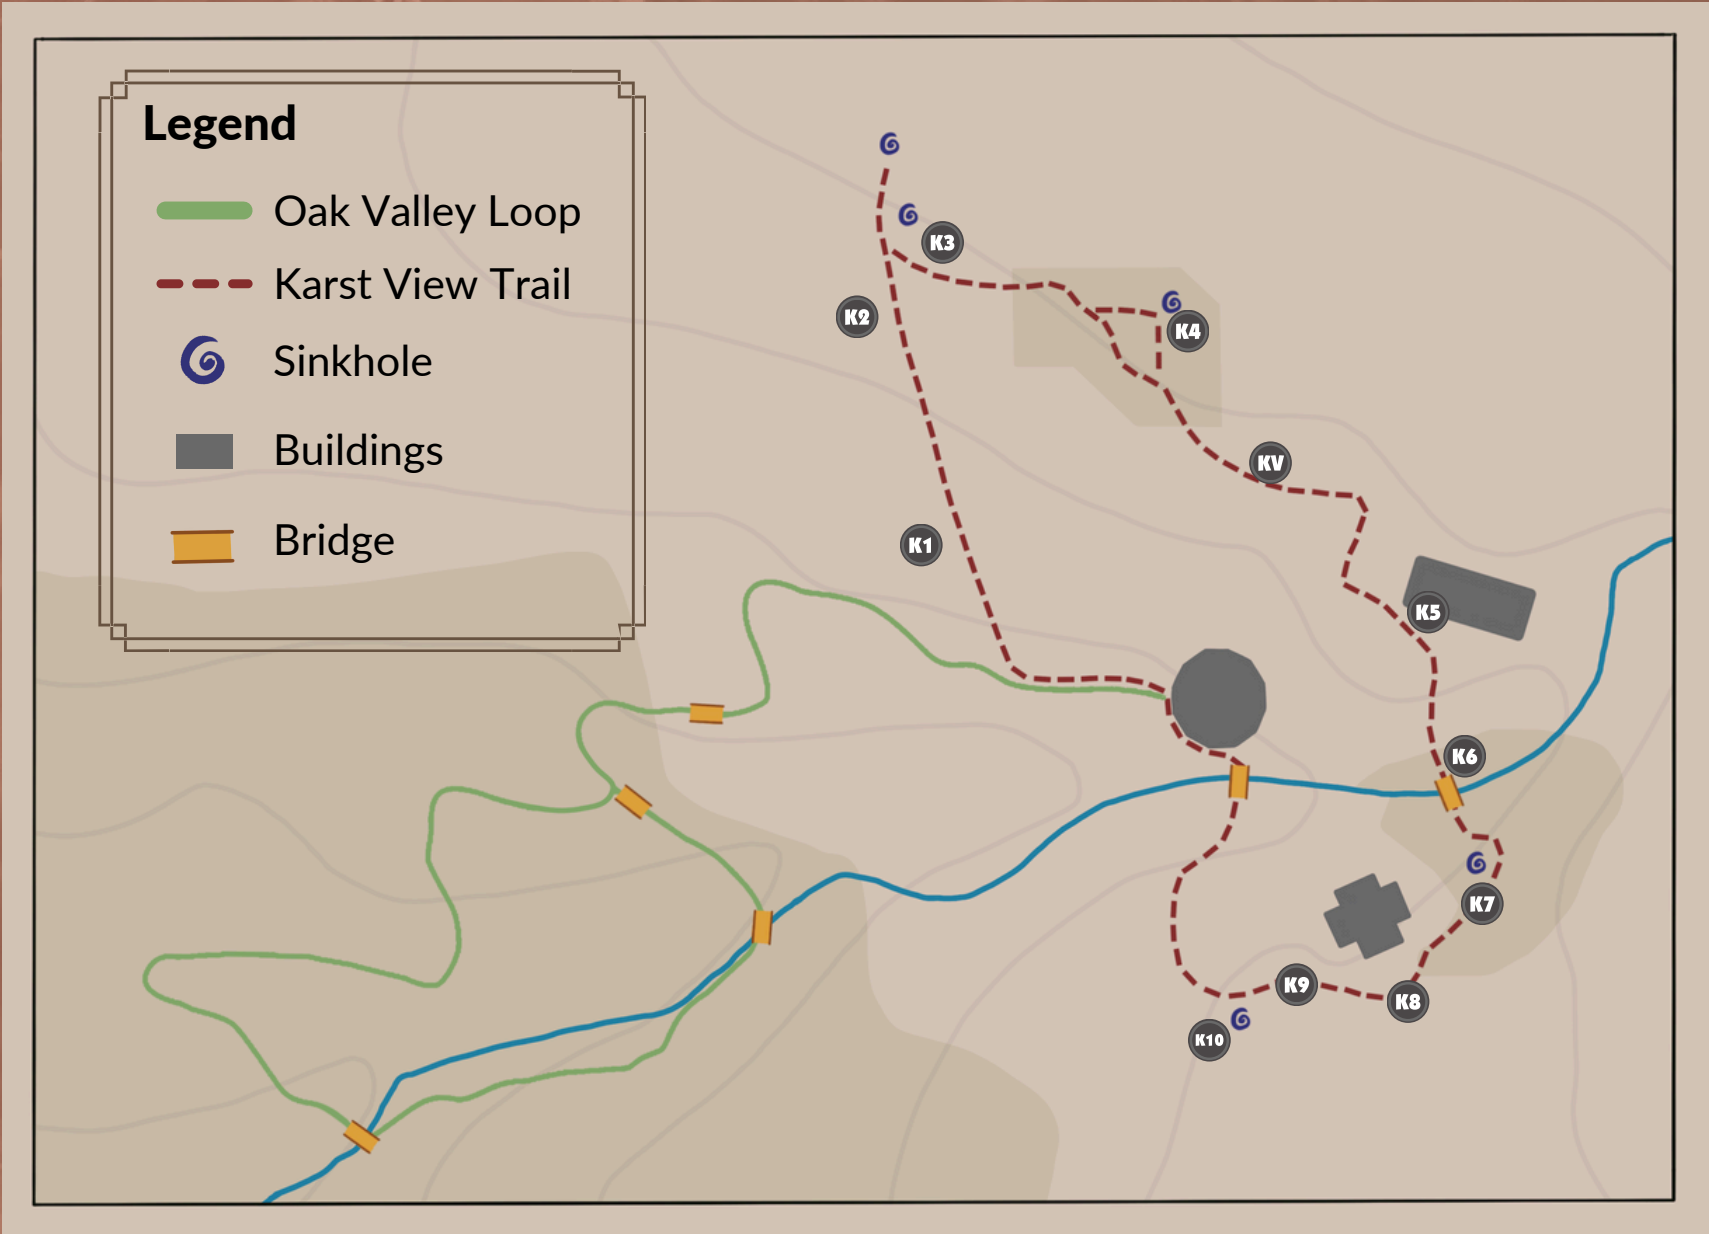 Legend
Oak Valley Loop
Karst View Trail
Sinkhole
Buildings
Bridge
K3
K2
K4
KV
K1
K5
K6
K7
K9
K8
K10